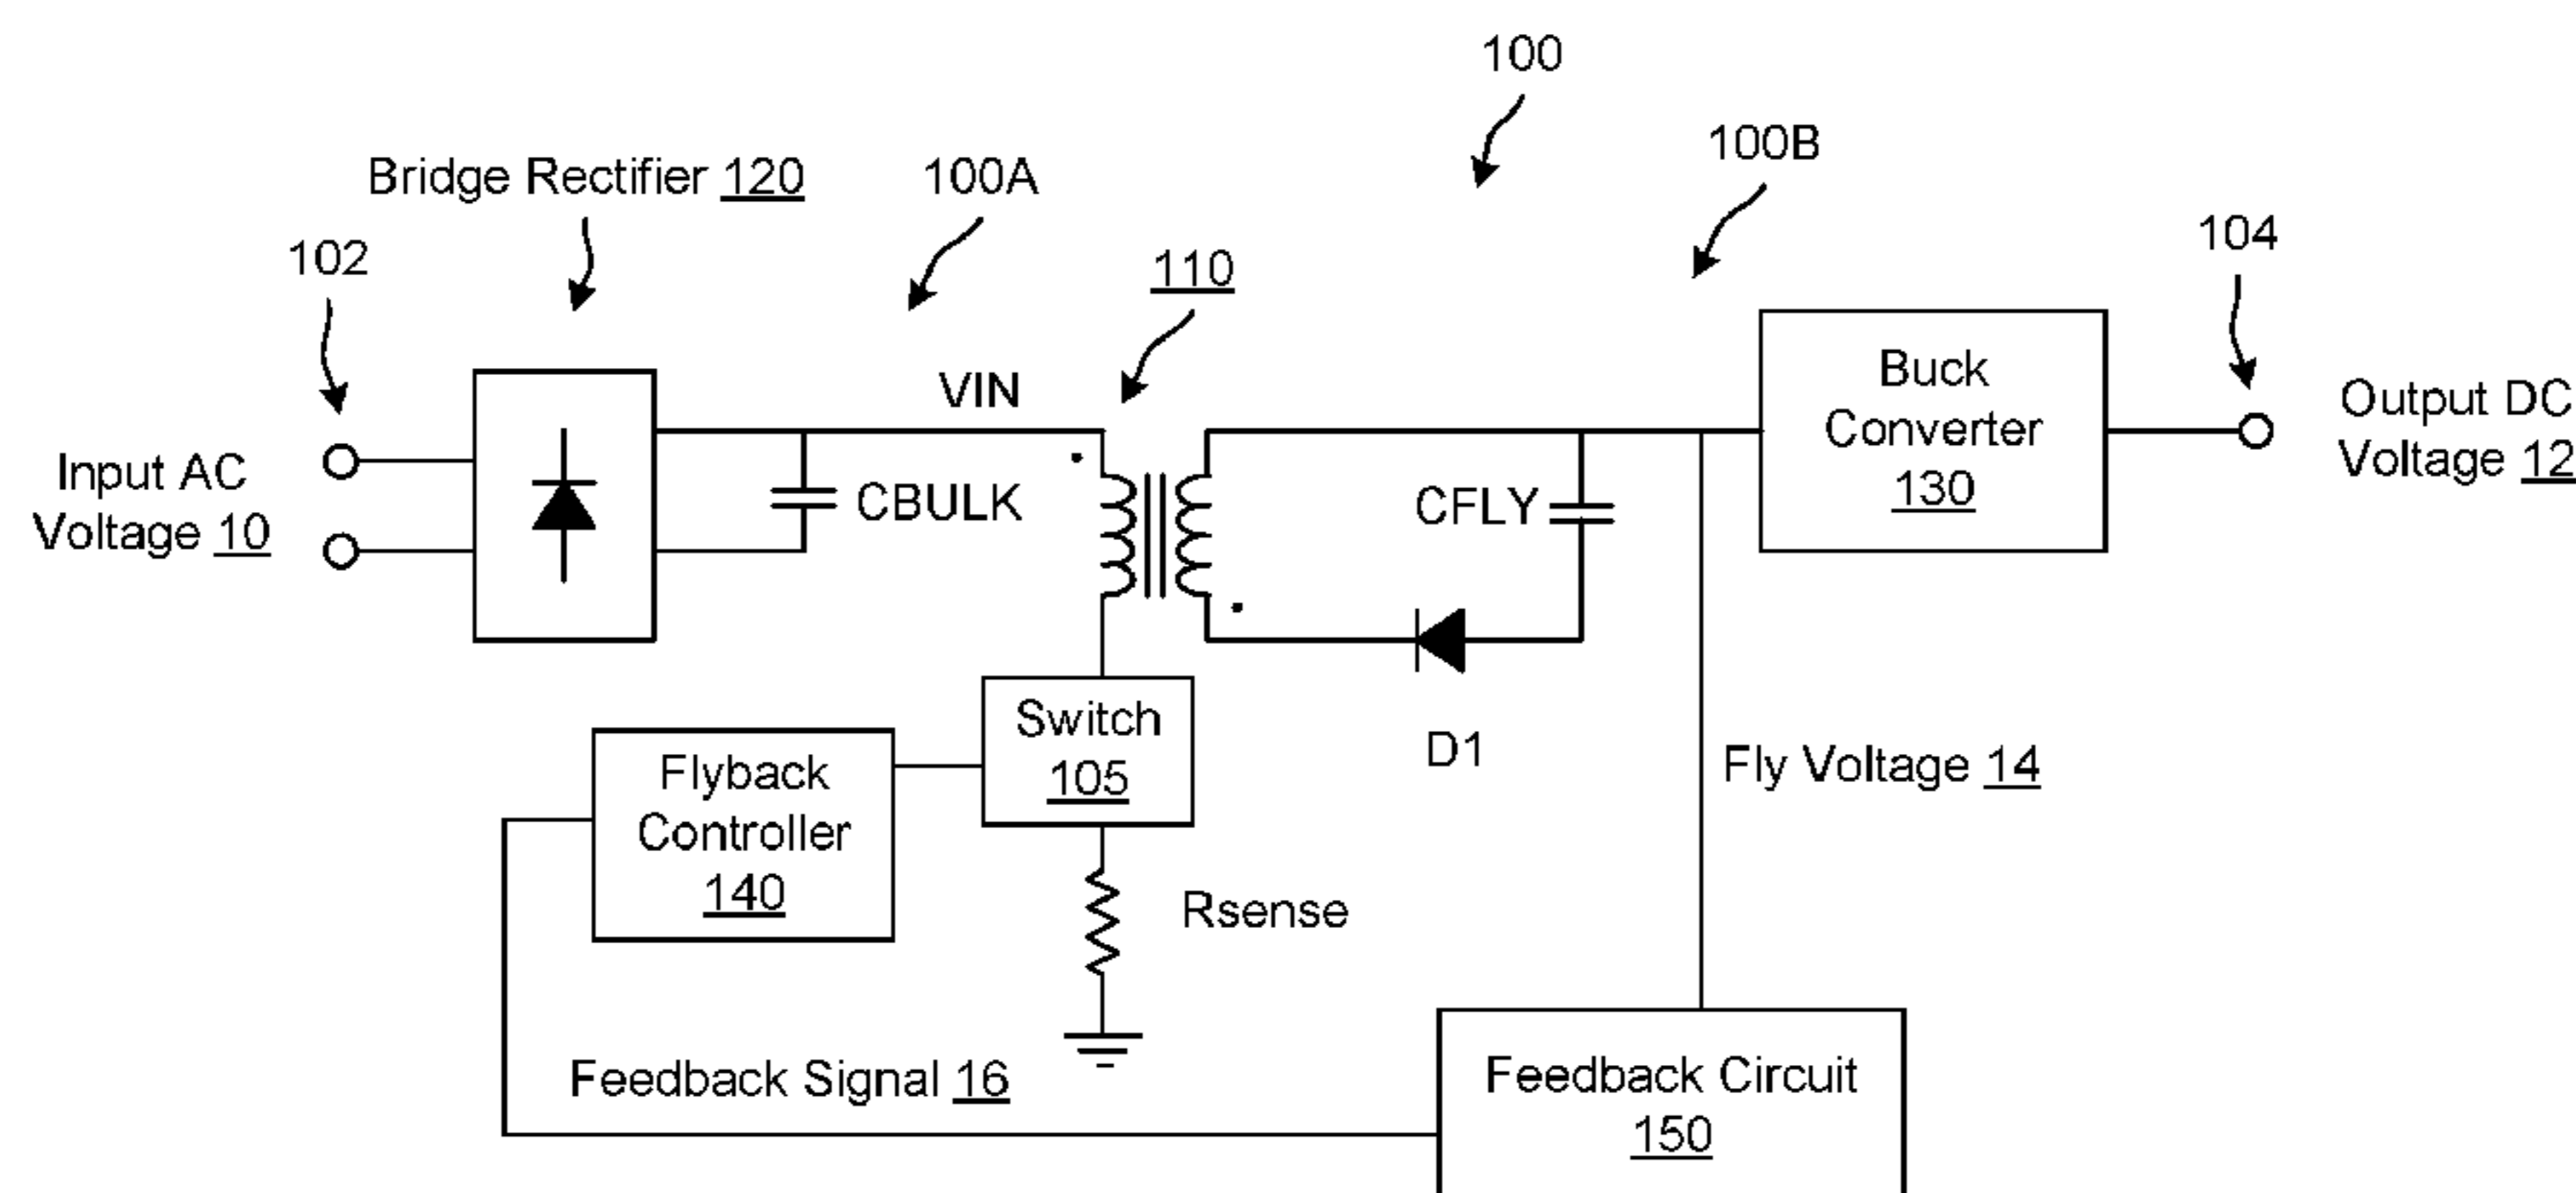 100
100B
Bridge Rectifier 120
100A
104
102
110
Buck
Converter
130
VIN
Output DC
Voltage 12
Input AC
Voltage 10
CBULK
CFLY
Switch
105
D1
Flyback
Controller
140
Fly Voltage 14
Rsense
Feedback Signal 16
Feedback Circuit
150